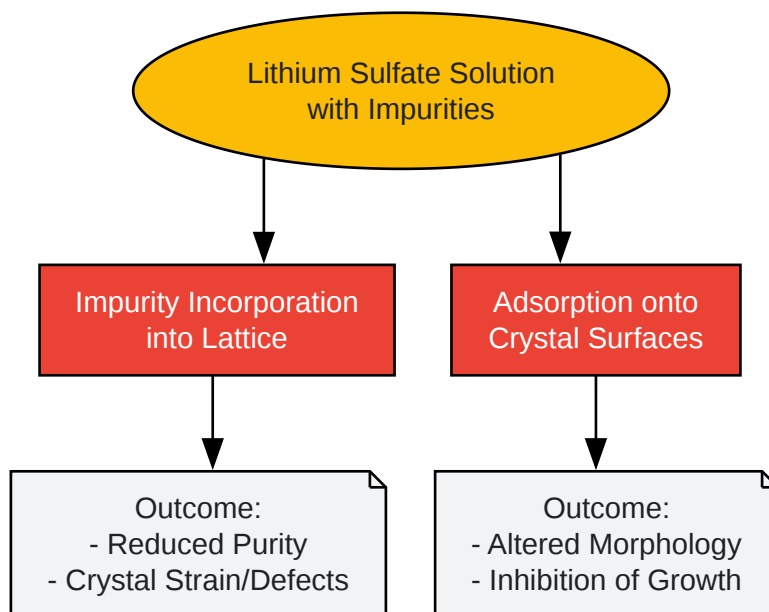 Lithium Sulfate Solution
with Impurities
Impurity Incorporation
into Lattice
Adsorption onto
Crystal Surfaces
Outcome:
- Reduced Purity
- Crystal Strain/Defects
Outcome:
- Altered Morphology
- Inhibition of Growth